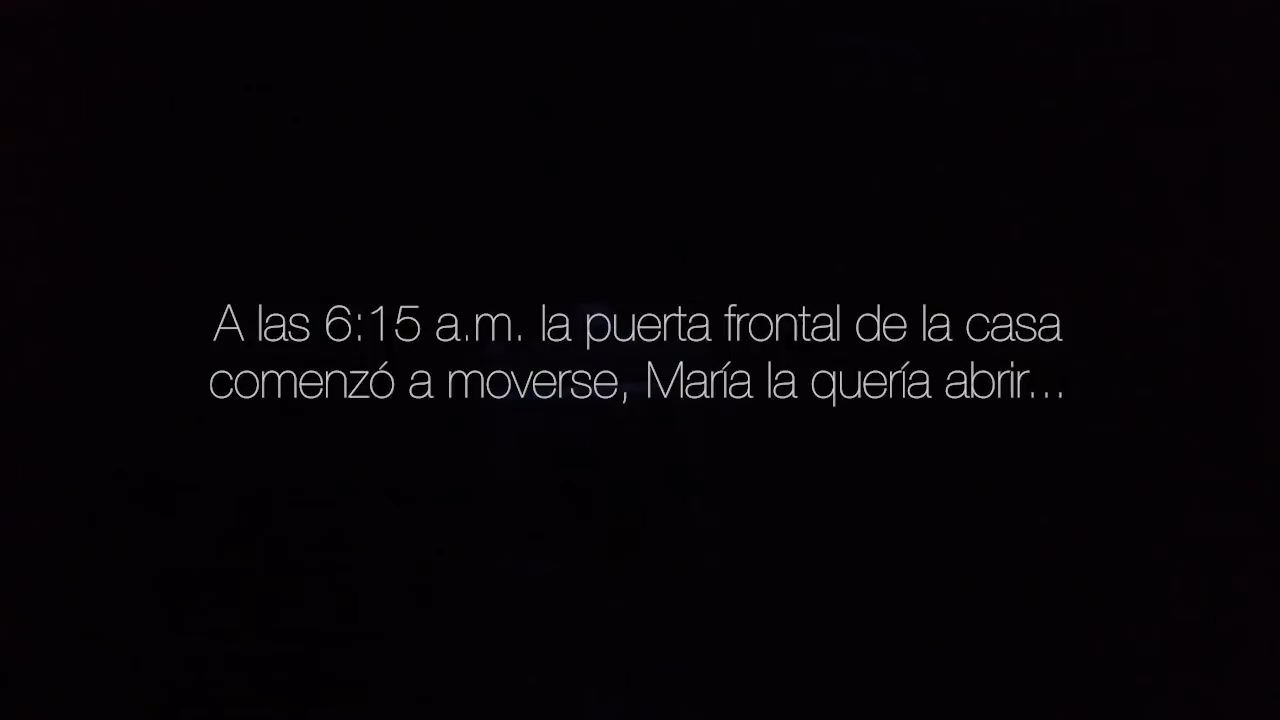 A las 6:15 a.m. la puerta frontal de la casa
comenzó a moverse, María la quería abrir...